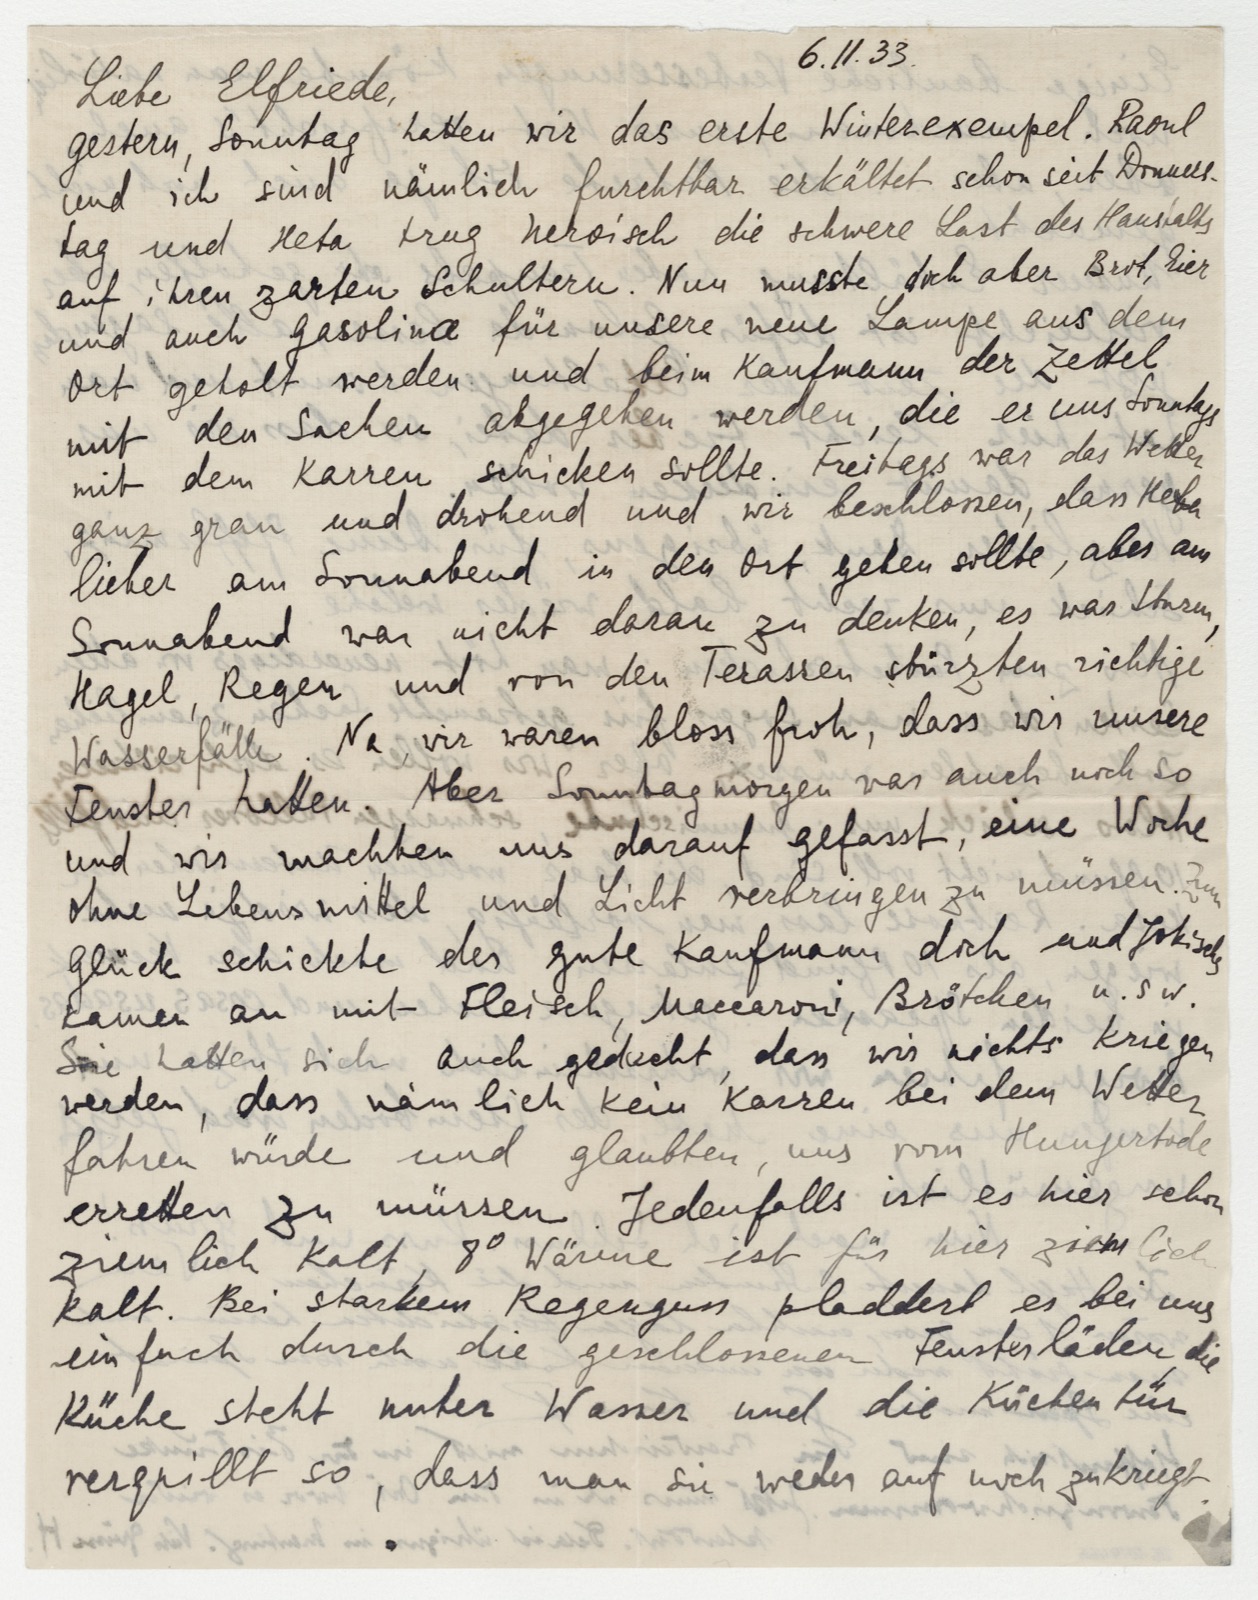 6.11.33.
Liebe Elfriede,
gestern, Sonntag hatten wir das erste Winterexempel. Raoul
und ich sind nämlich furchtbar erkältet schon seit Donners-
tag und Heta trug heroisch die schwere Last des Haushalts
auf ihren zarten Schultern. Nun musste doch aber Brot, Eier
und auch Gasolina für unsere neue Lampe aus dem
Ort geholt werden und beim Kaufmann der Zettel
mit den Sachen abgegeben werden, die er uns Sonntags
mit dem Karren schicken sollte. Freitags war das Wetter
ganz grau und drohend und wir beschlossen, dass Heta
lieber am Sonnabend in den Ort gehen sollte, aber am
Sonnabend war nicht daran zu denken, es war Sturm,
Hagel, Regen und von den Terassen stürzten richtige
Wasserfälle. Na, wir waren bloss froh, dass wir unsere
Fenster hatten. Aber Sonntagmorgen war auch noch so
und wir machten uns darauf gefasst, eine Woche
ohne Lebensmittel und Licht verbringen zu müssen. Zum
Glück schickte der gute Kaufmann doch und Jokischs
kamen an mit Fleisch, Maccaroni, Brötchen u.s w.
Sie hatten sich auch gedacht, dass wir nichts kriegen
werden, dass nämlich kein Karren bei dem Wetter
fahren würde und glaubten, uns vom Hungertode
erretten zu müssen. Jedenfalls ist es hier schon
ziemlich kalt, 8° Wärme ist für hier ziemlich
kalt. Bei starkem Regenguss pladdert es bei uns
einfach durch die geschlossenen Fensterläden, die
Küche steht unter Wasser und die Küchentür
verquillt so, dass man sie weder auf noch zukriegt.